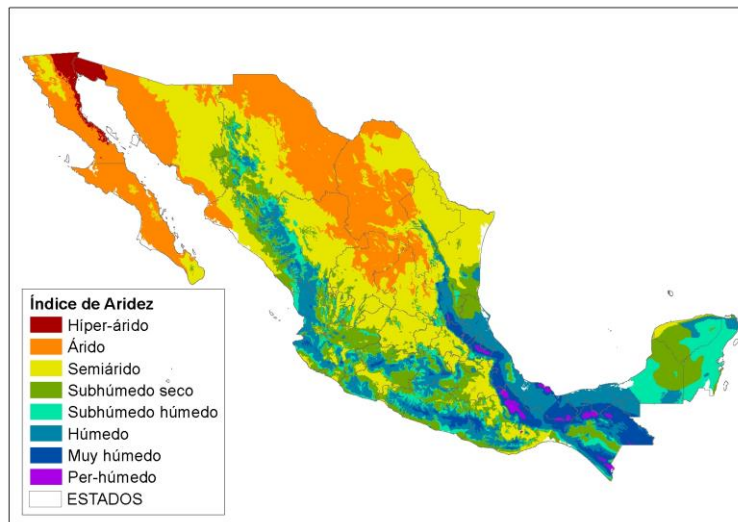 Índice de Aridez
Híper-árido
Árido
Semiárido
Subhúmedo seco
Subhúmedo húmedo
Húmedo
Muy húmedo
Per-húmedo
ESTADOS